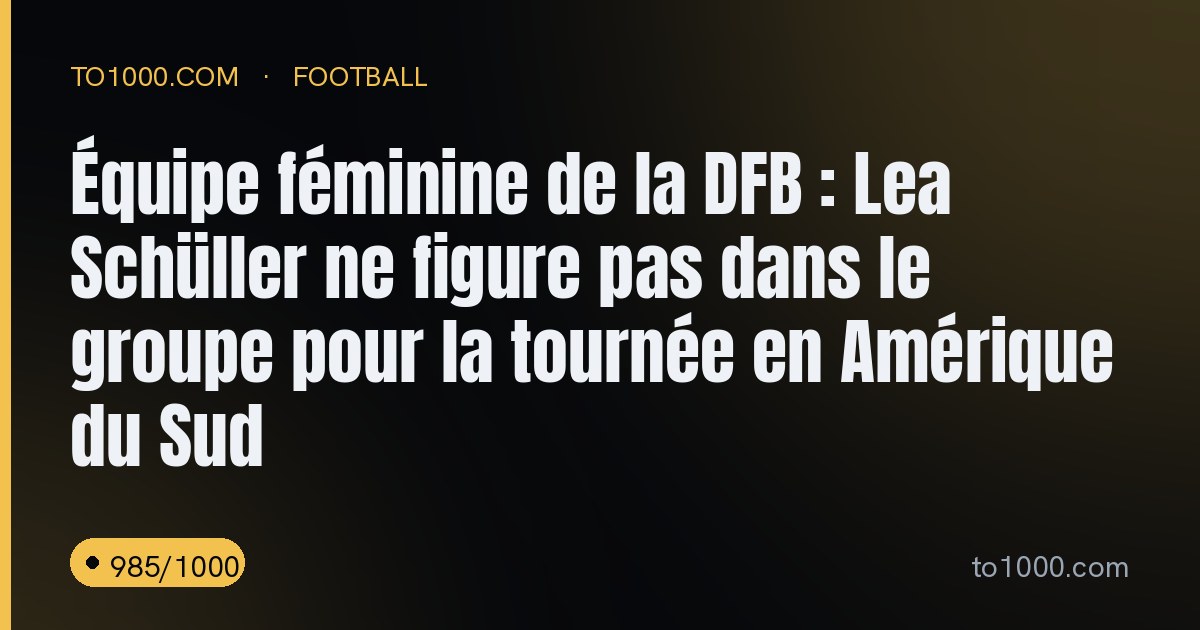 TO1000.COM · FOOTBALL
Équipe féminine de la DFB : Lea
Schüller ne figure pas dans le
groupe pour la tournée en Amérique
du Sud
985/1000
to1000.com